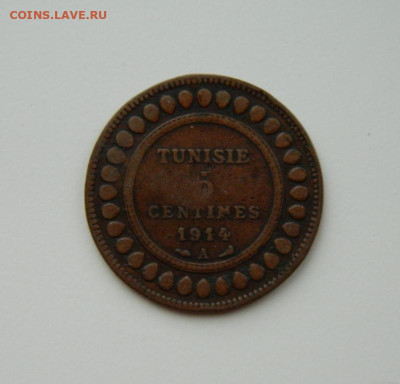 COINS.LAVE.RU
TUNISIE
5
CENTIMES
1914
A